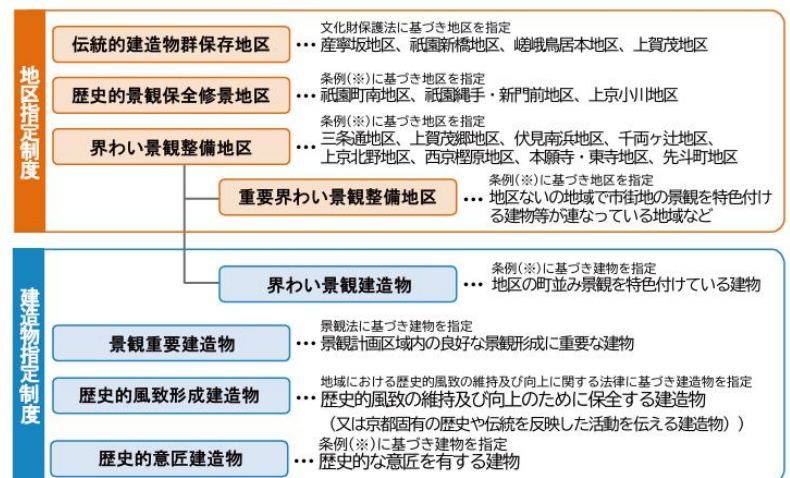 地区指定制度
伝統的建造物群保存地区
文化財保護法に基づき地区を指定
… 産寧坂地区、祇園新橋地区、嵯峨鳥居本地区、上賀茂地区
歴史的景観保全修景地区
条例(※)に基づき地区を指定
… 祇園町南地区、祇園縄手・新門前地区、上京小川地区
界わい景観整備地区
条例(※)に基づき地区を指定
… 三条通地区、上賀茂郷地区、伏見南浜地区、千両ヶ辻地区、
上京北野地区、西京樫原地区、本願寺・東寺地区、先斗町地区
重要界わい景観整備地区
条例(※)に基づき地区を指定
… 地区ないの地域で市街地の景観を特色付け
る建物等が連なっている地域など
建造物指定制度
界わい景観建造物
条例(※)に基づき建物を指定
… 地区の町並み景観を特色付けている建物
景観重要建造物
景観法に基づき建物を指定
… 景観計画区域内の良好な景観形成に重要な建物
歴史的風致形成建造物
地域における歴史的風致の維持及び向上に関する法律に基づき建造物を指定
… 歴史的風致の維持及び向上のために保全する建造物
（又は京都固有の歴史や伝統を反映した活動を伝える建造物））
歴史的意匠建造物
条例(※)に基づき建物を指定
… 歴史的な意匠を有する建物